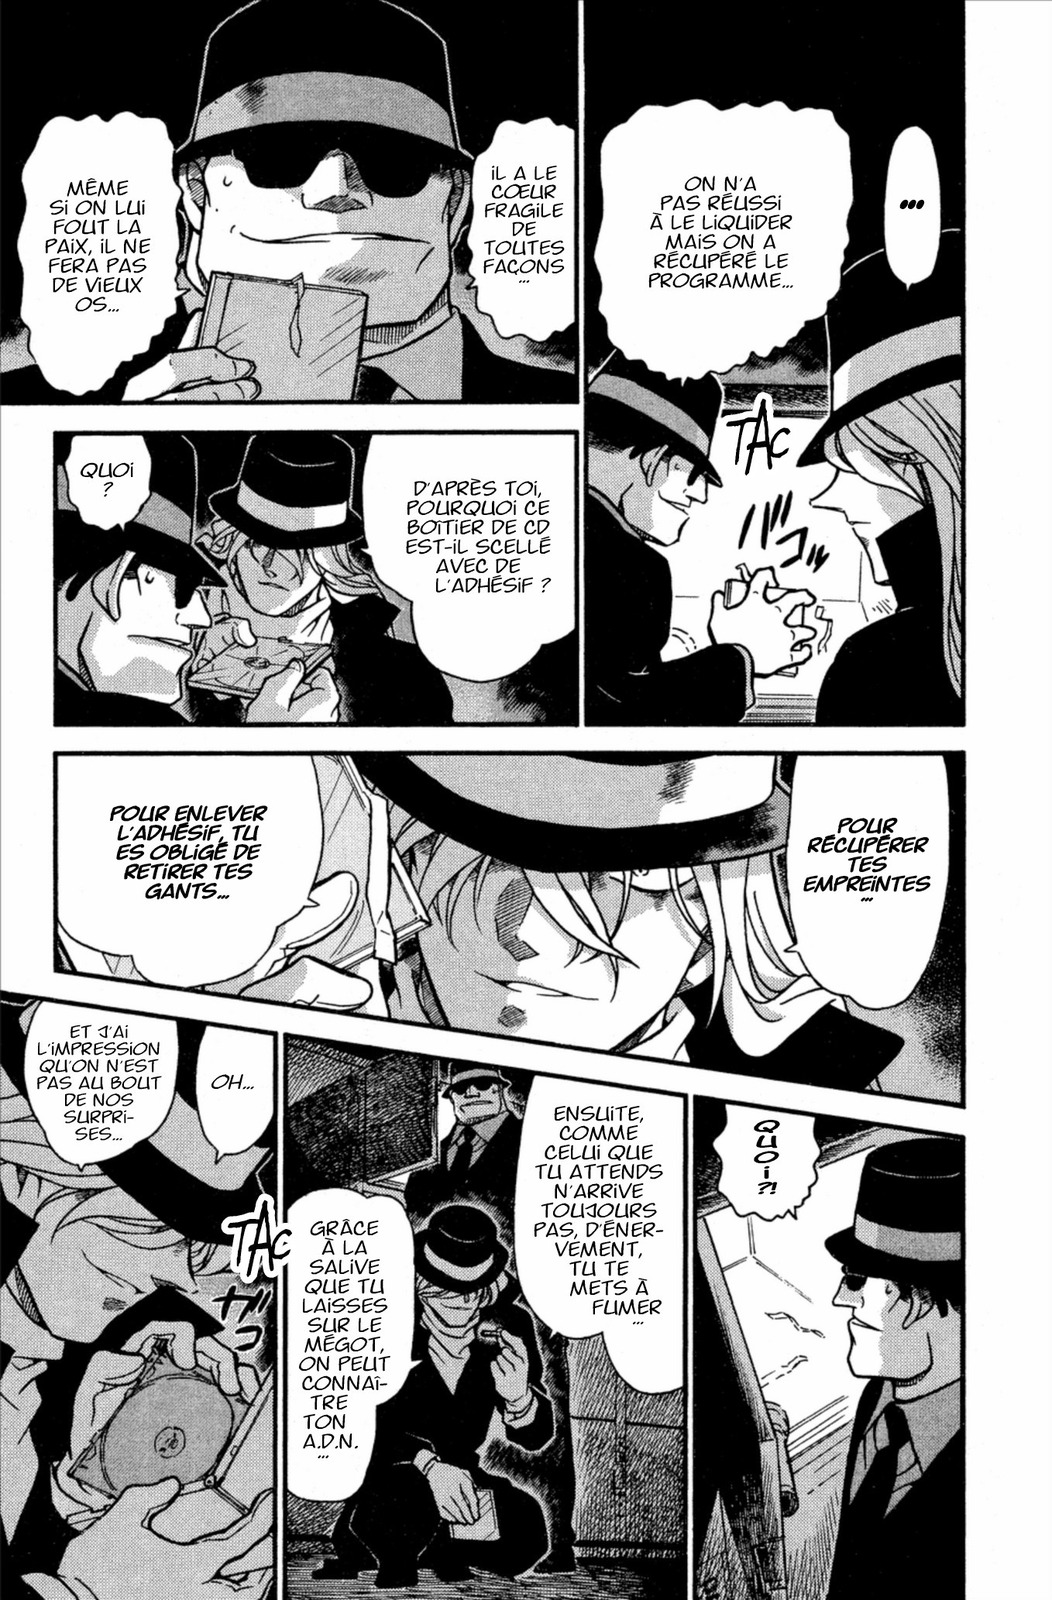 ...
ON N'A
PAS RÉUSSI
À LE LIQUIDER
MAIS ON A
RÉCUPÉRÉ LE
PROGRAMME...
TAC
バコッ
IL A LE
CŒUR
FRAGILE
DE
TOUTES
FAÇONS
...
MÊME
SI ON LUI
FOUT LA
PAIX, IL NE
FERA PAS
DE VIEUX
OS...
D'APRÈS TOI,
POURQUOI CE
BOÎTIER DE CD
EST-IL SCELLÉ
AVEC DE
L'ADHÉSIF ?
QUOI
?
POUR
RÉCUPÉRER
TES
EMPREINTES
...
POUR ENLEVER
L'ADHÉSIF, TU
ES OBLIGÉ DE
RETIRER TES
GANTS...
QUOI
?!
ENSUITE,
COMME
CELUI QUE
TU ATTENDS
N'ARRIVE
TOUJOURS
PAS, D'ÉNER-
VEMENT,
TU TE
METS À
FUMER
...
GRÂCE
À LA
SALIVE
QUE TU
LAISSES
SUR LE
MÉGOT,
ON PEUT
CONNAÎ-
TRE
TON
A.D.N.
...
OH...
ET J'AI
L'IMPRESSION
QU'ON N'EST
PAS AU BOUT
DE NOS
SURPRI-
SES...
TAC
ガコ